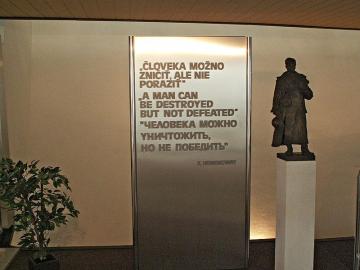 „ČLOVEKA MOŽNO
ZNIČIŤ, ALE NIE
PORAZIŤ"
„A MAN CAN
BE DESTROYED
BUT NOT DEFEATED"
"ЧЕЛОВЕКА МОЖНО
УНИЧТОЖИТЬ,
НО НЕ ПОБЕДИТЬ"
E. HEMINGWAY